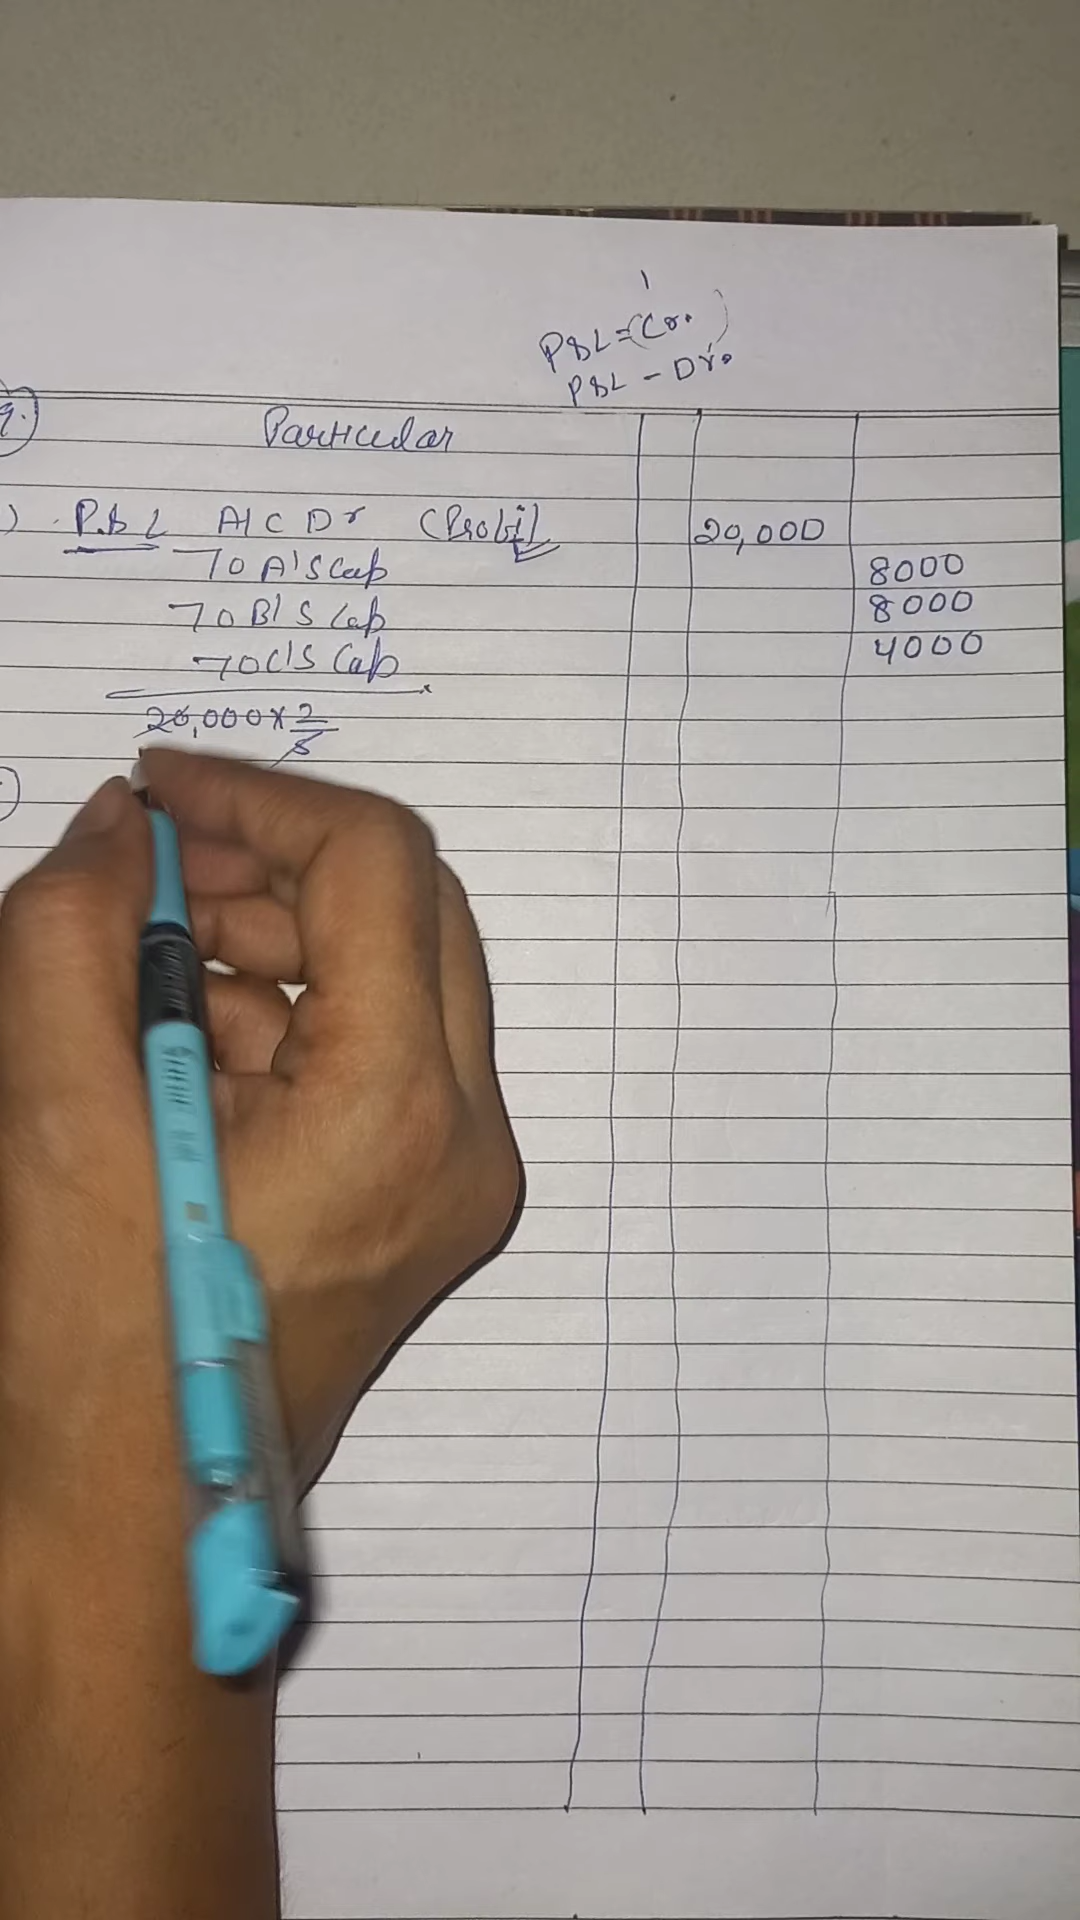 P&L = (Cr.)
P&L - Dr.
9.
Particular
) P&L A/C Dr (Profit) 20,000
To A's Cap 8000
To B's Cap 8000
To C's Cap 4000
20,000 × 2/5